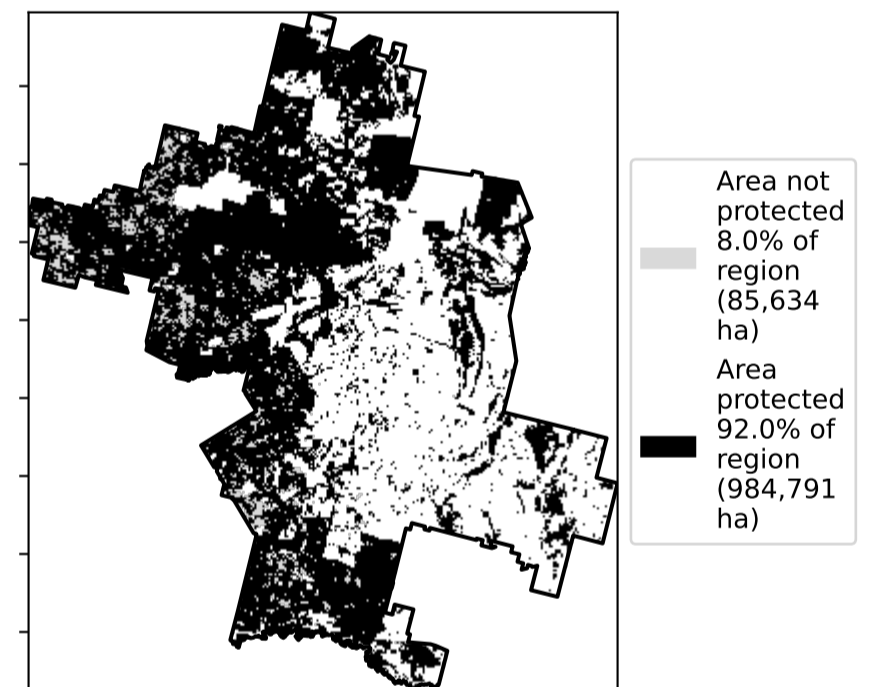 Area not
protected
8.0% of
region
(85,634
ha)
Area
protected
92.0% of
region
(984,791
ha)